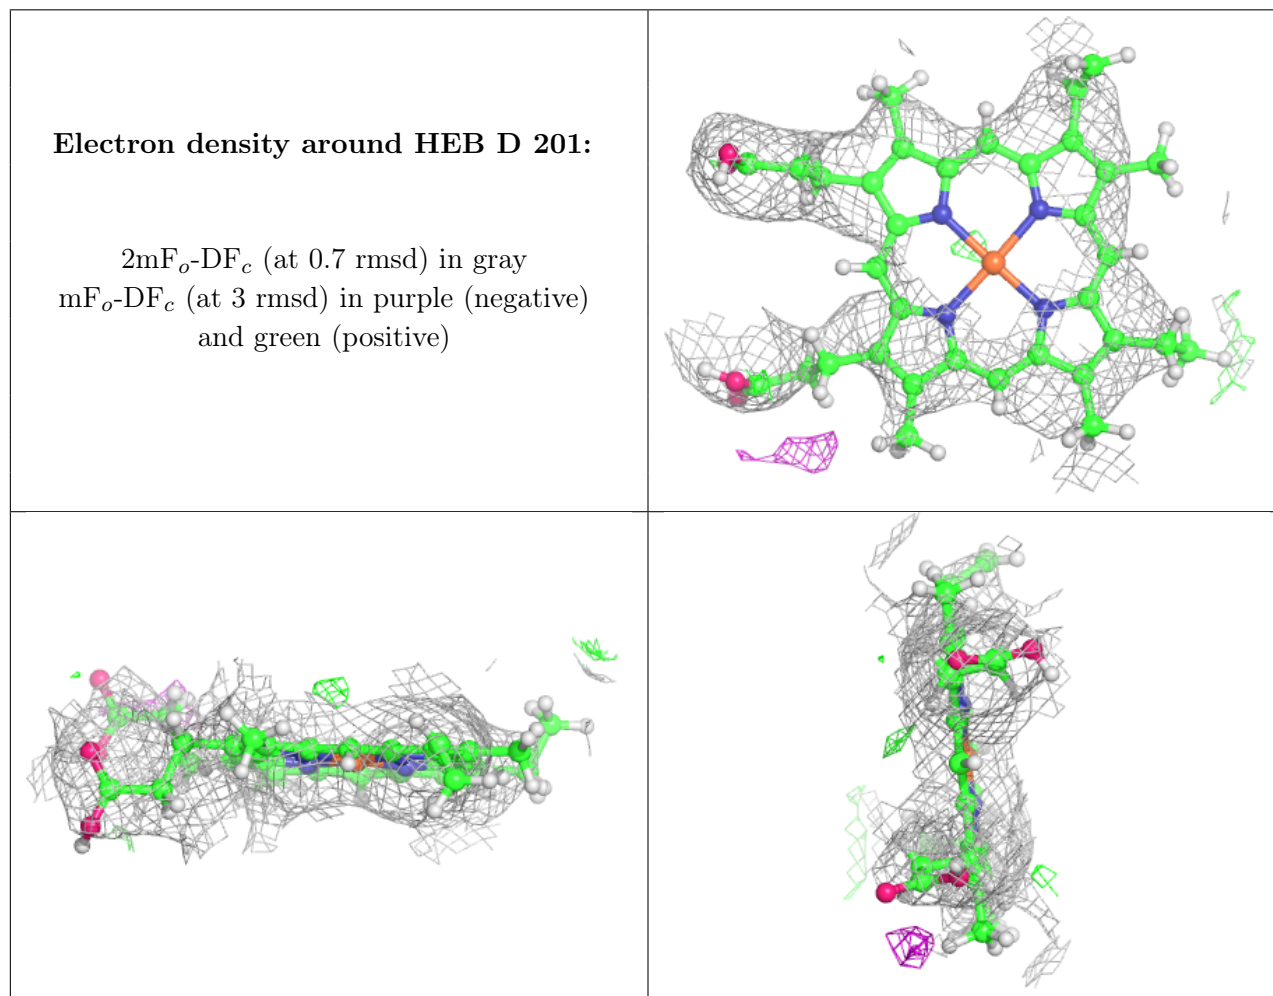 Electron density around HEB D 201:
2mFo-DFc (at 0.7 rmsd) in gray
mFo-DFc (at 3 rmsd) in purple (negative)
and green (positive)